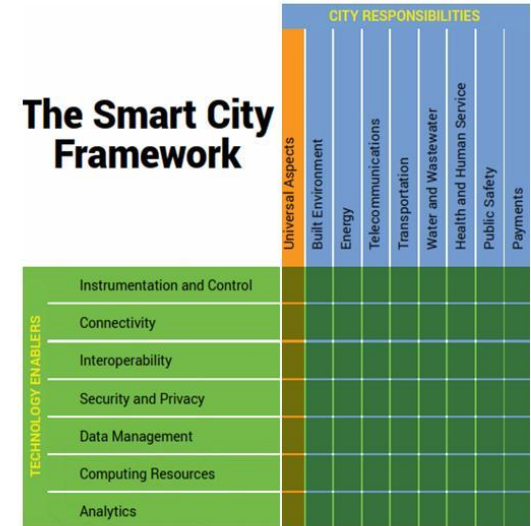 CITY RESPONSIBILITIES
The Smart City
Framework
Universal Aspects
Built Environment
Energy
Telecommunications
Transportation
Water and Wastewater
Health and Human Service
Public Safety
Payments
TECHNOLOGY ENABLERS
Instrumentation and Control
Connectivity
Interoperability
Security and Privacy
Data Management
Computing Resources
Analytics